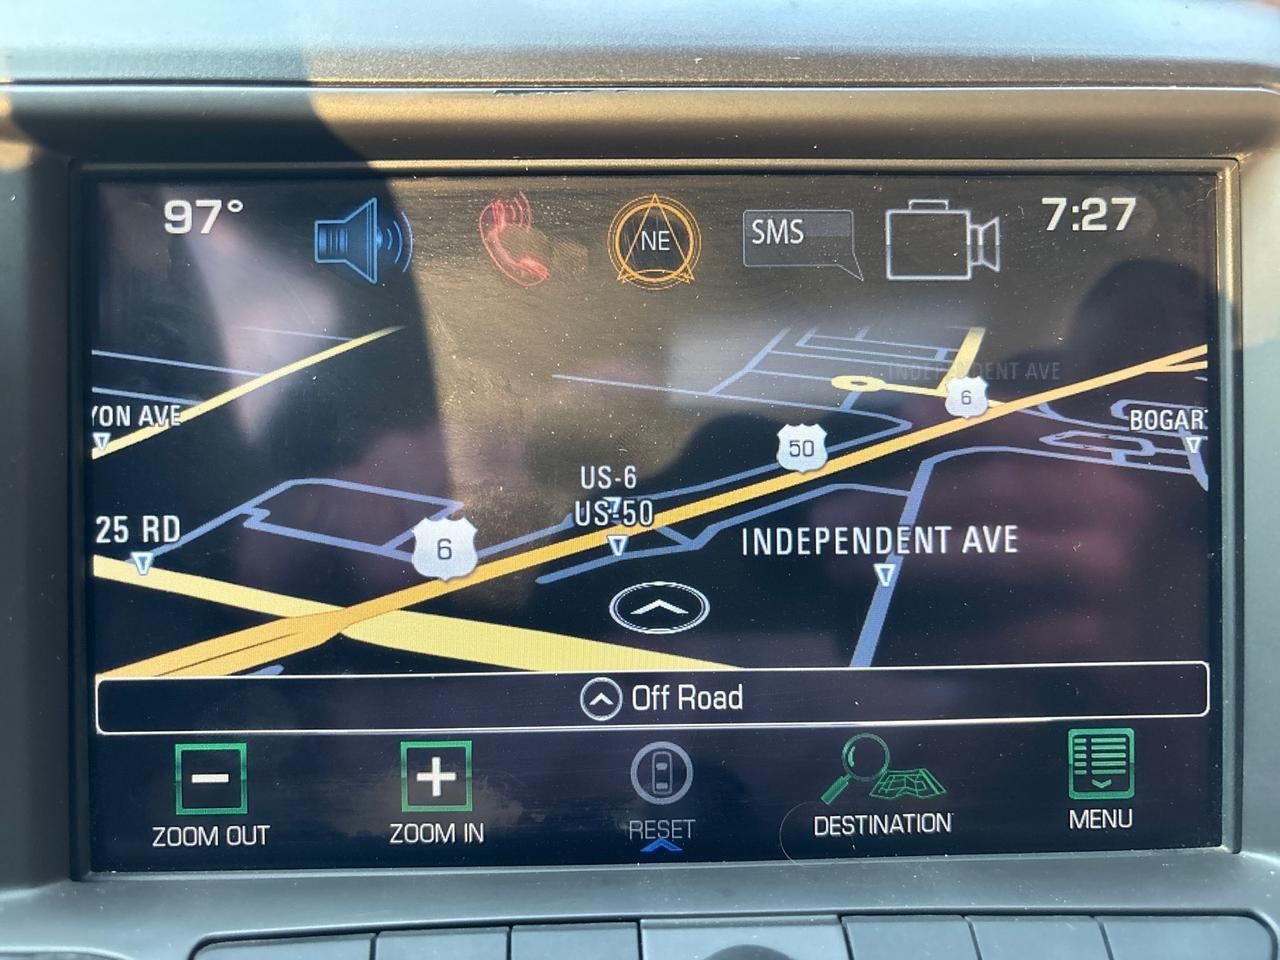 97°
NE
SMS
7:27
INDEPENDENT AVE
6
YON AVE
BOGAR
50
US-6
US-50
25 RD
6
INDEPENDENT AVE
Off Road
ZOOM OUT
ZOOM IN
RESET
DESTINATION
MENU